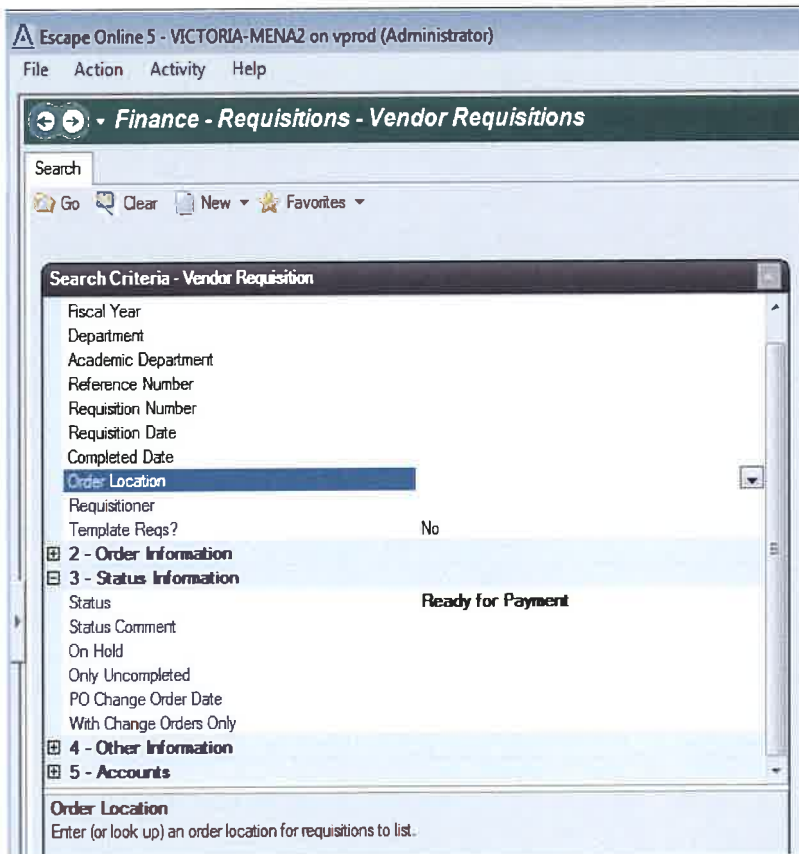 Escape Online 5 - VICTORIA-MENA2 on vprod (Administrator)
File Action Activity Help
Finance - Requisitions - Vendor Requisitions
Search
Go Clear New Favorites
Search Criteria - Vendor Requisition
Fiscal Year
Department
Academic Department
Reference Number
Requisition Number
Requisition Date
Completed Date
Order Location
Requisitioner
Template Reqs? No
2 - Order Information
3 - Status Information
Status Ready for Payment
Status Comment
On Hold
Only Uncompleted
PO Change Order Date
With Change Orders Only
4 - Other Information
5 - Accounts
Order Location
Enter (or look up) an order location for requisitions to list.